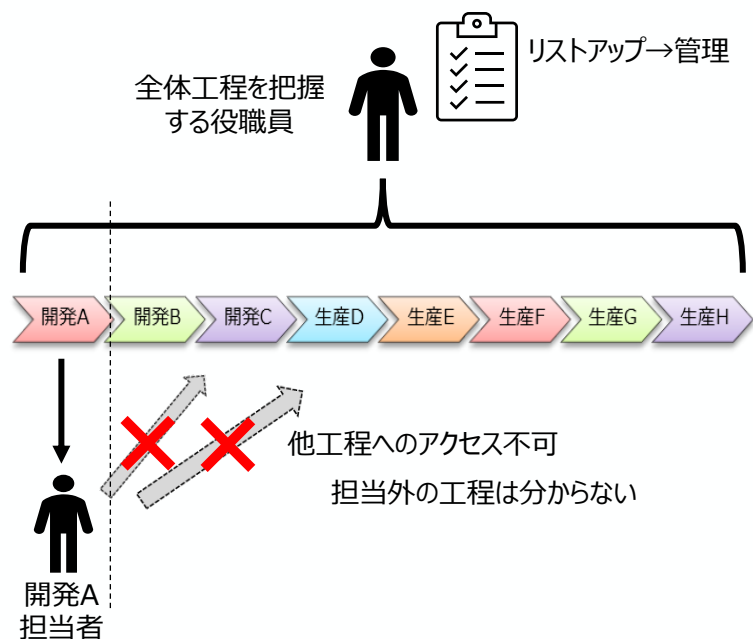 リストアップ→管理
全体工程を把握
する役職員
開発A
開発B
開発C
生産D
生産E
生産F
生産G
生産H
他工程へのアクセス不可
担当外の工程は分からない
開発A
担当者